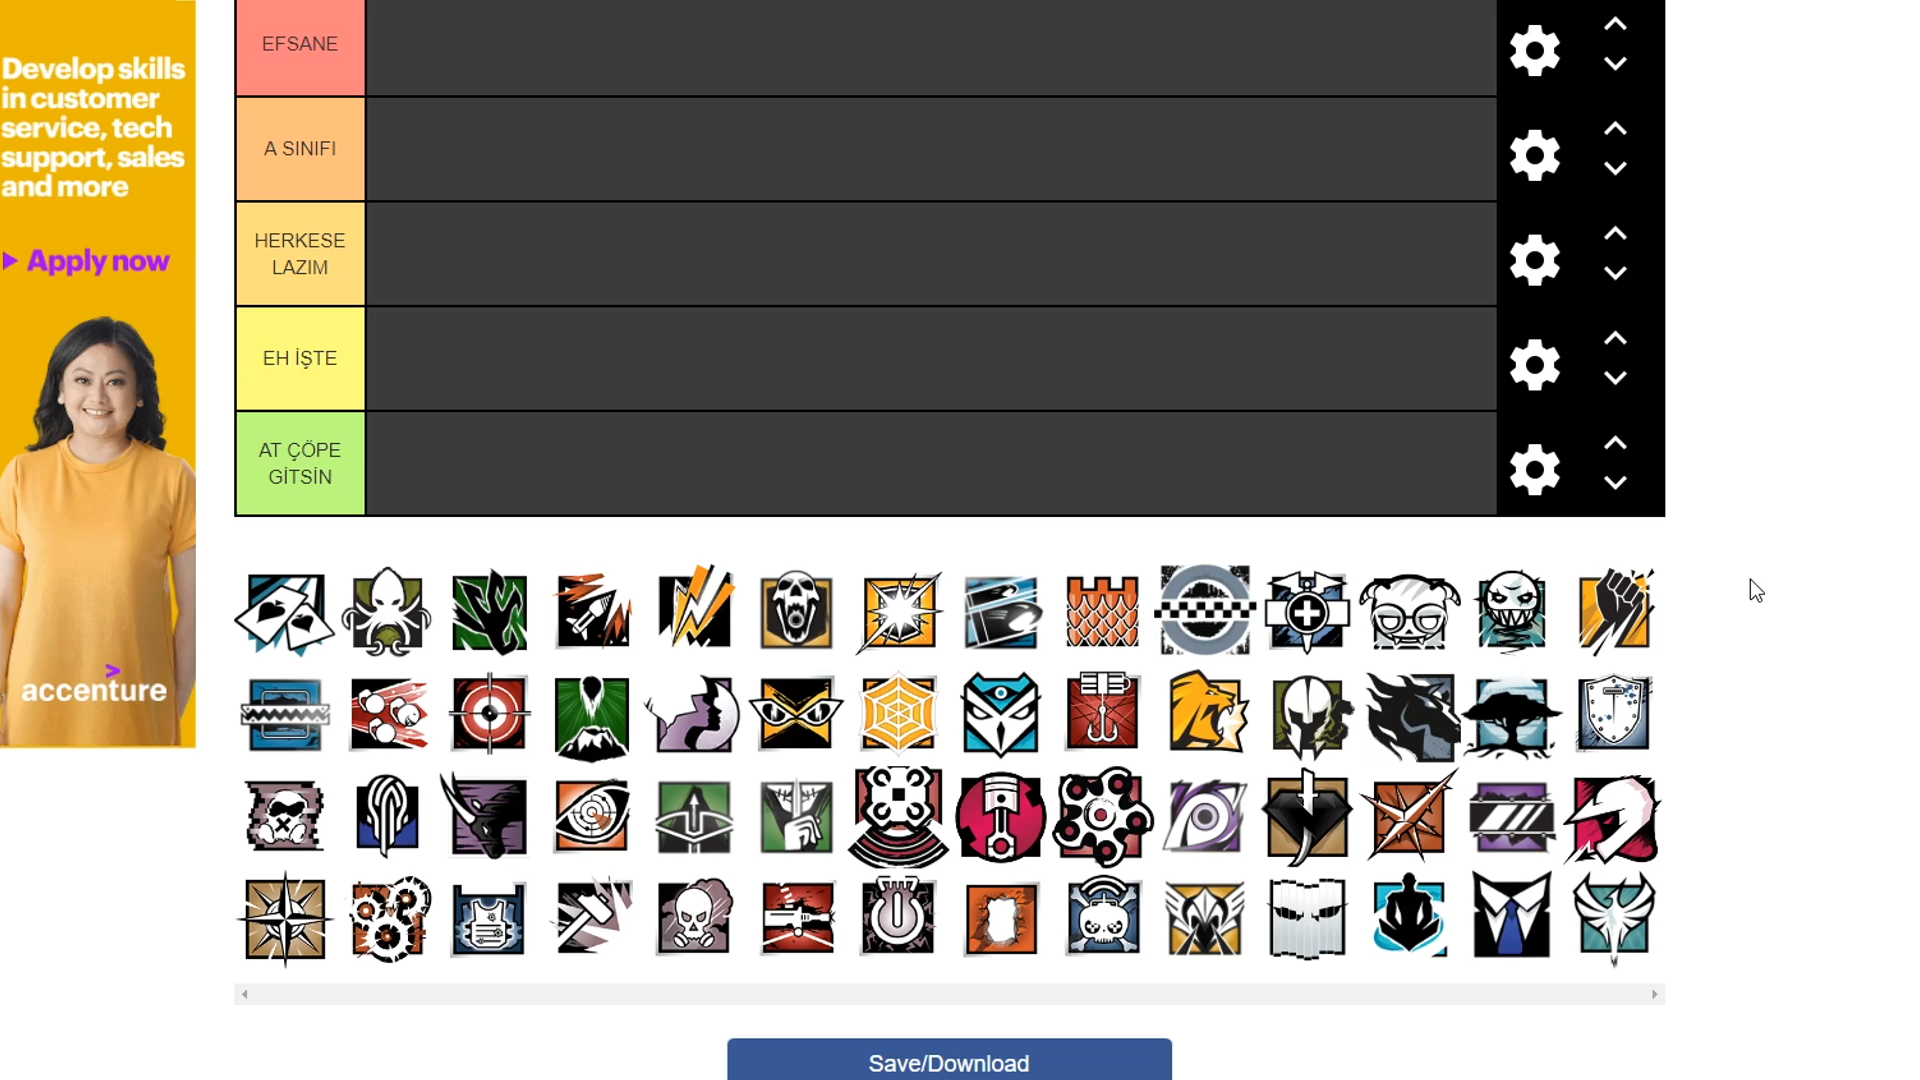 Develop skills
in customer
service, tech
support, sales
and more
Apply now
accenture
EFSANE
A SINIFI
HERKESE
LAZIM
EH İŞTE
AT ÇÖPE
GİTSİN
Save/Download